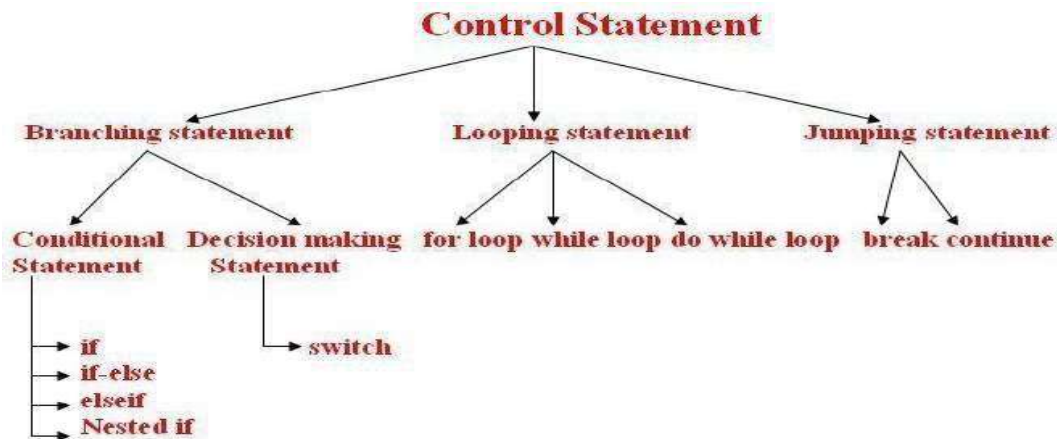 Control Statement
Branching statement
Looping statement
Jumping statement
Conditional Statement
Decision making Statement
for loop
while loop
do while loop
break
continue
if
if-else
elseif
Nested if
switch